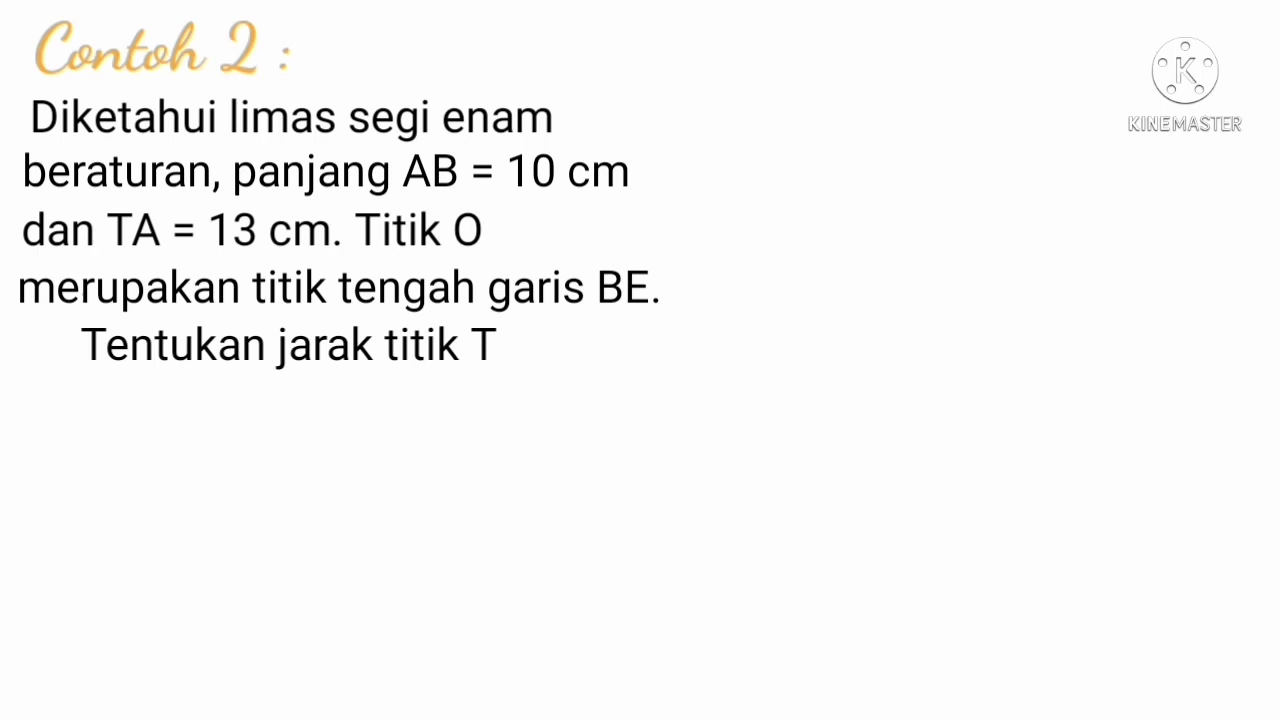 Contoh 2 :
Diketahui limas segi enam
beraturan, panjang AB = 10 cm
dan TA = 13 cm. Titik O
merupakan titik tengah garis BE.
Tentukan jarak titik T
K
KINEMASTER